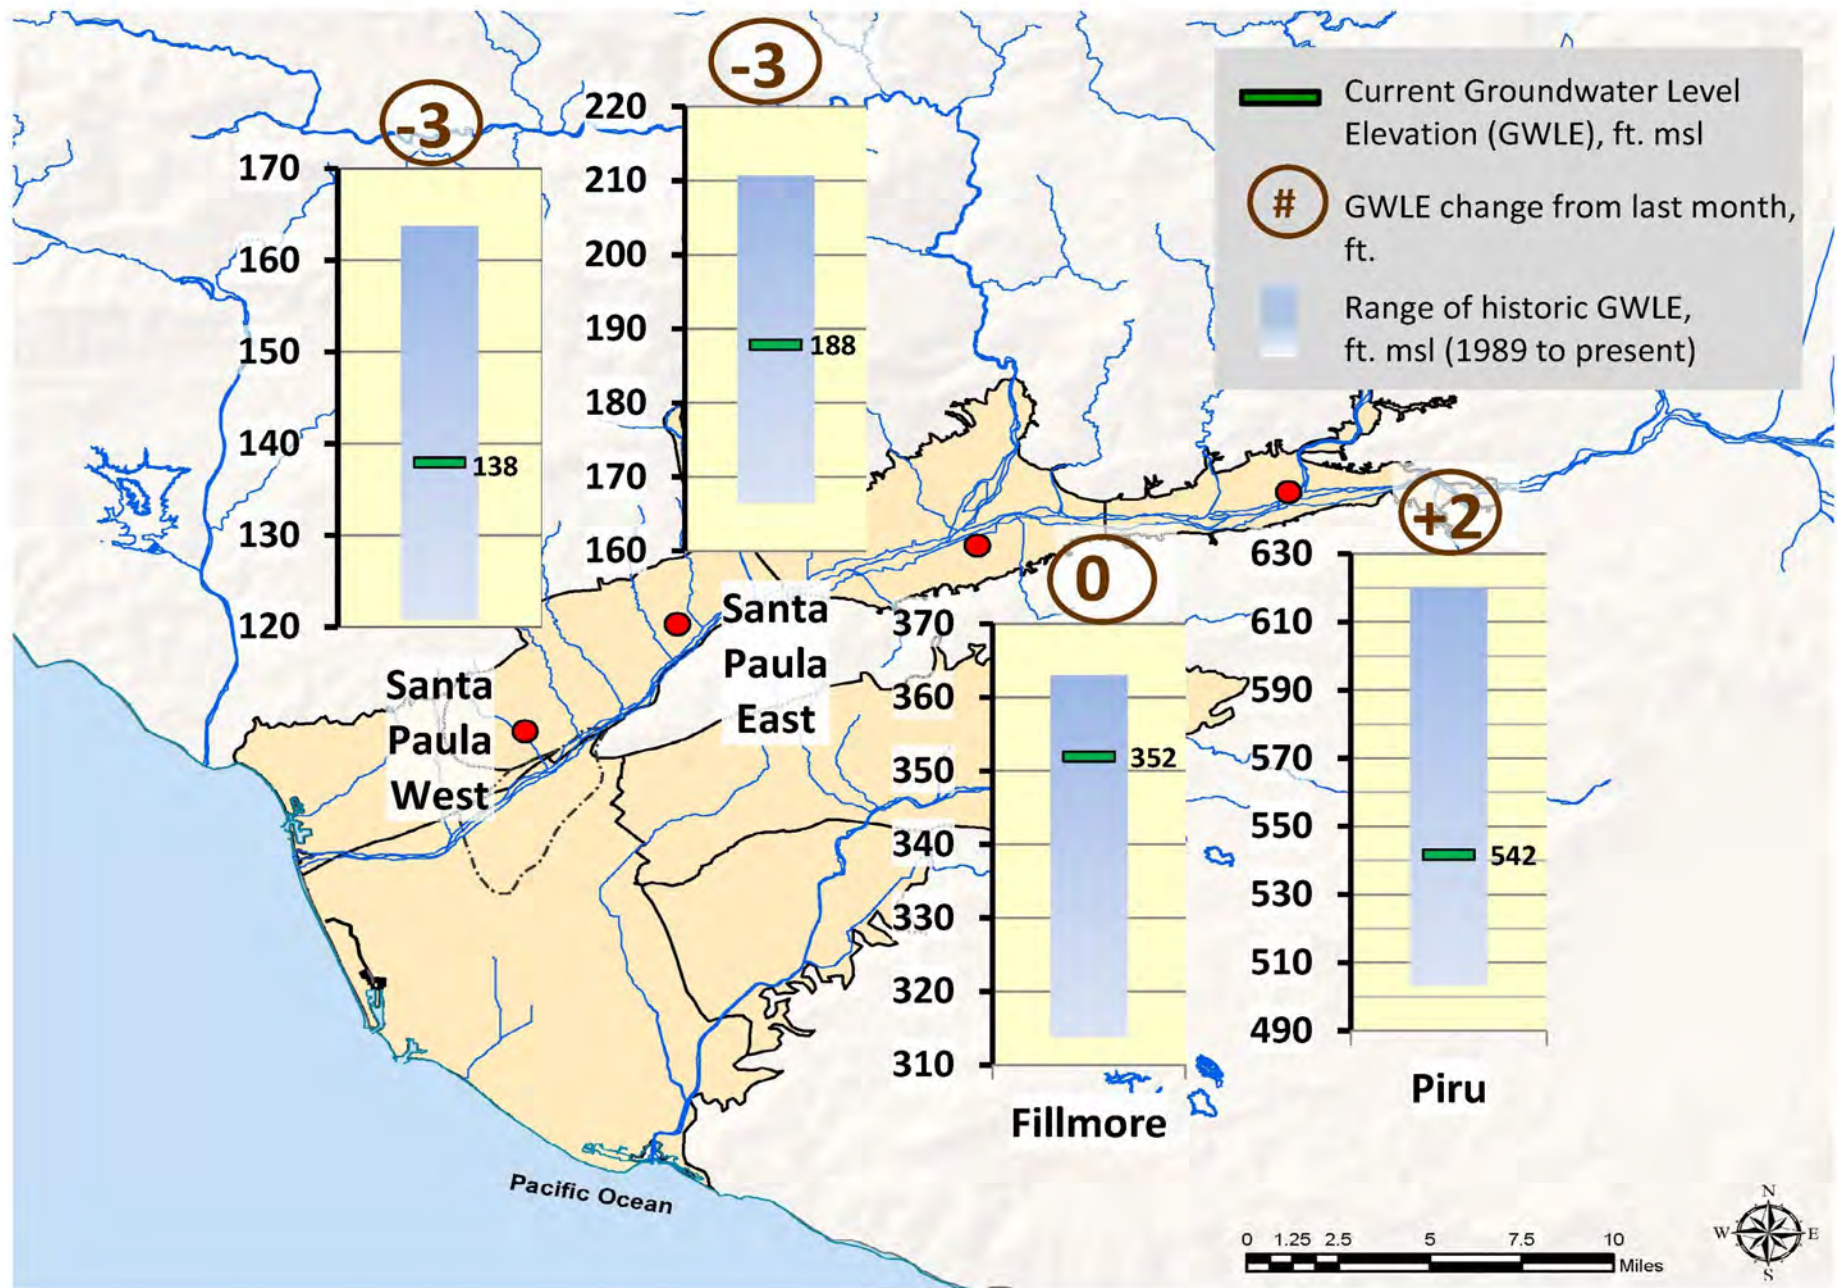 -3
170
160
150
140
130
120
138
Santa
Paula
West
-3
220
210
200
190
180
170
160
188
Santa
Paula
East
0
370
360
350
340
330
320
310
352
Fillmore
+2
630
610
590
570
550
530
510
490
542
Piru
Current Groundwater Level
Elevation (GWLE), ft. msl
#
GWLE change from last month,
ft.
Range of historic GWLE,
ft. msl (1989 to present)
Pacific Ocean
0 1.25 2.5 5 7.5 10
Miles
N
W E
S